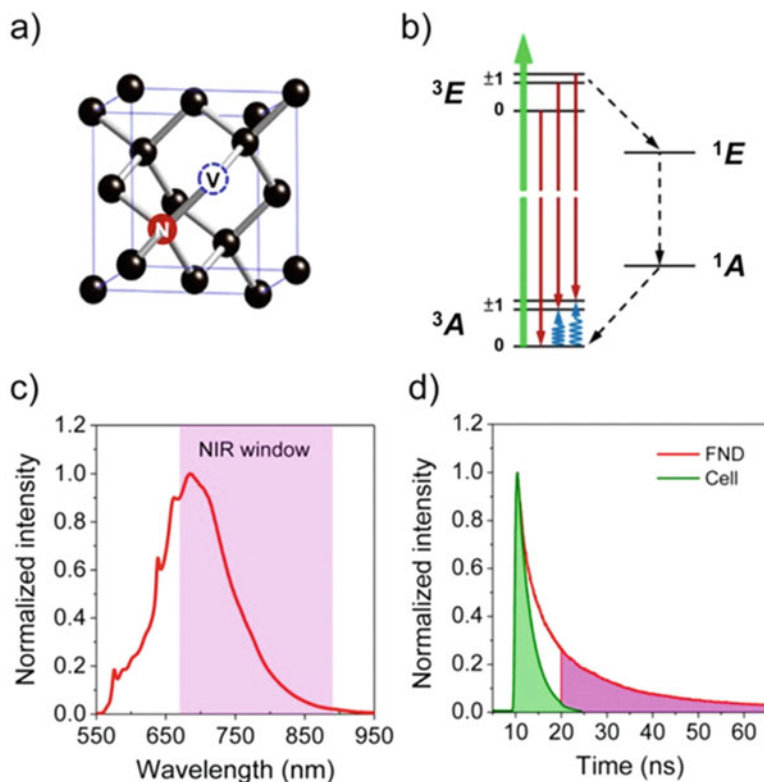 a)
V
N
b)
³E
±1
0
¹E
¹A
³A
±1
0
c)
Normalized intensity
1.2
1.0
0.8
0.6
0.4
0.2
0.0
NIR window
550 650 750 850 950
Wavelength (nm)
d)
Normalized intensity
1.2
1.0
0.8
0.6
0.4
0.2
0.0
FND
Cell
10 20 30 40 50 60
Time (ns)